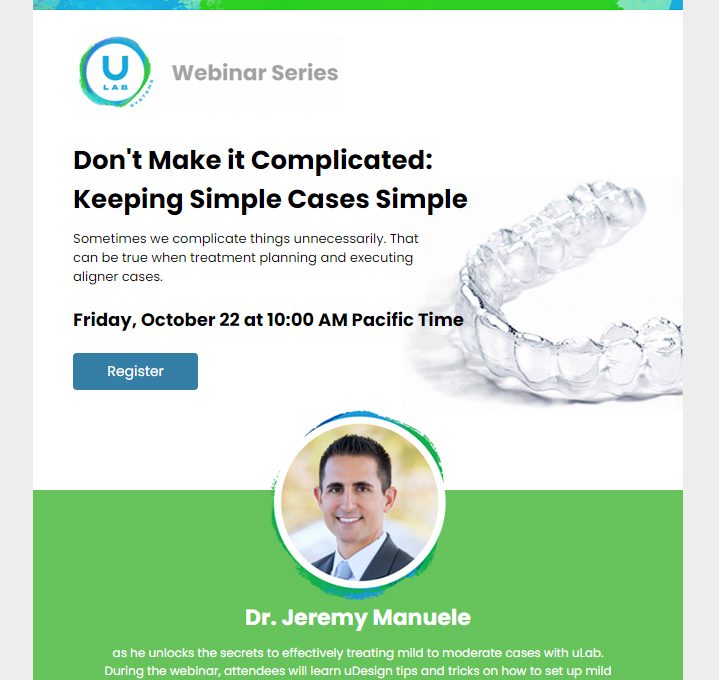 U
LAB
SYSTEMS
Webinar Series
Don't Make it Complicated:
Keeping Simple Cases Simple
Sometimes we complicate things unnecessarily. That
can be true when treatment planning and executing
aligner cases.
Friday, October 22 at 10:00 AM Pacific Time
Register
Dr. Jeremy Manuele
as he unlocks the secrets to effectively treating mild to moderate cases with uLab.
During the webinar, attendees will learn uDesign tips and tricks on how to set up mild